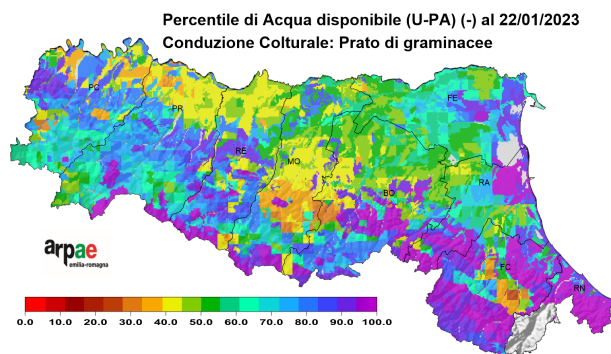 Percentile di Acqua disponibile (U-PA) (-) al 22/01/2023
Conduzione Colturale: Prato di graminacee
PC
PR
RE
MO
FE
BO
RA
FC
RN
arpae
emilia-romagna
0.0 10.0 20.0 30.0 40.0 50.0 60.0 70.0 80.0 90.0 100.0